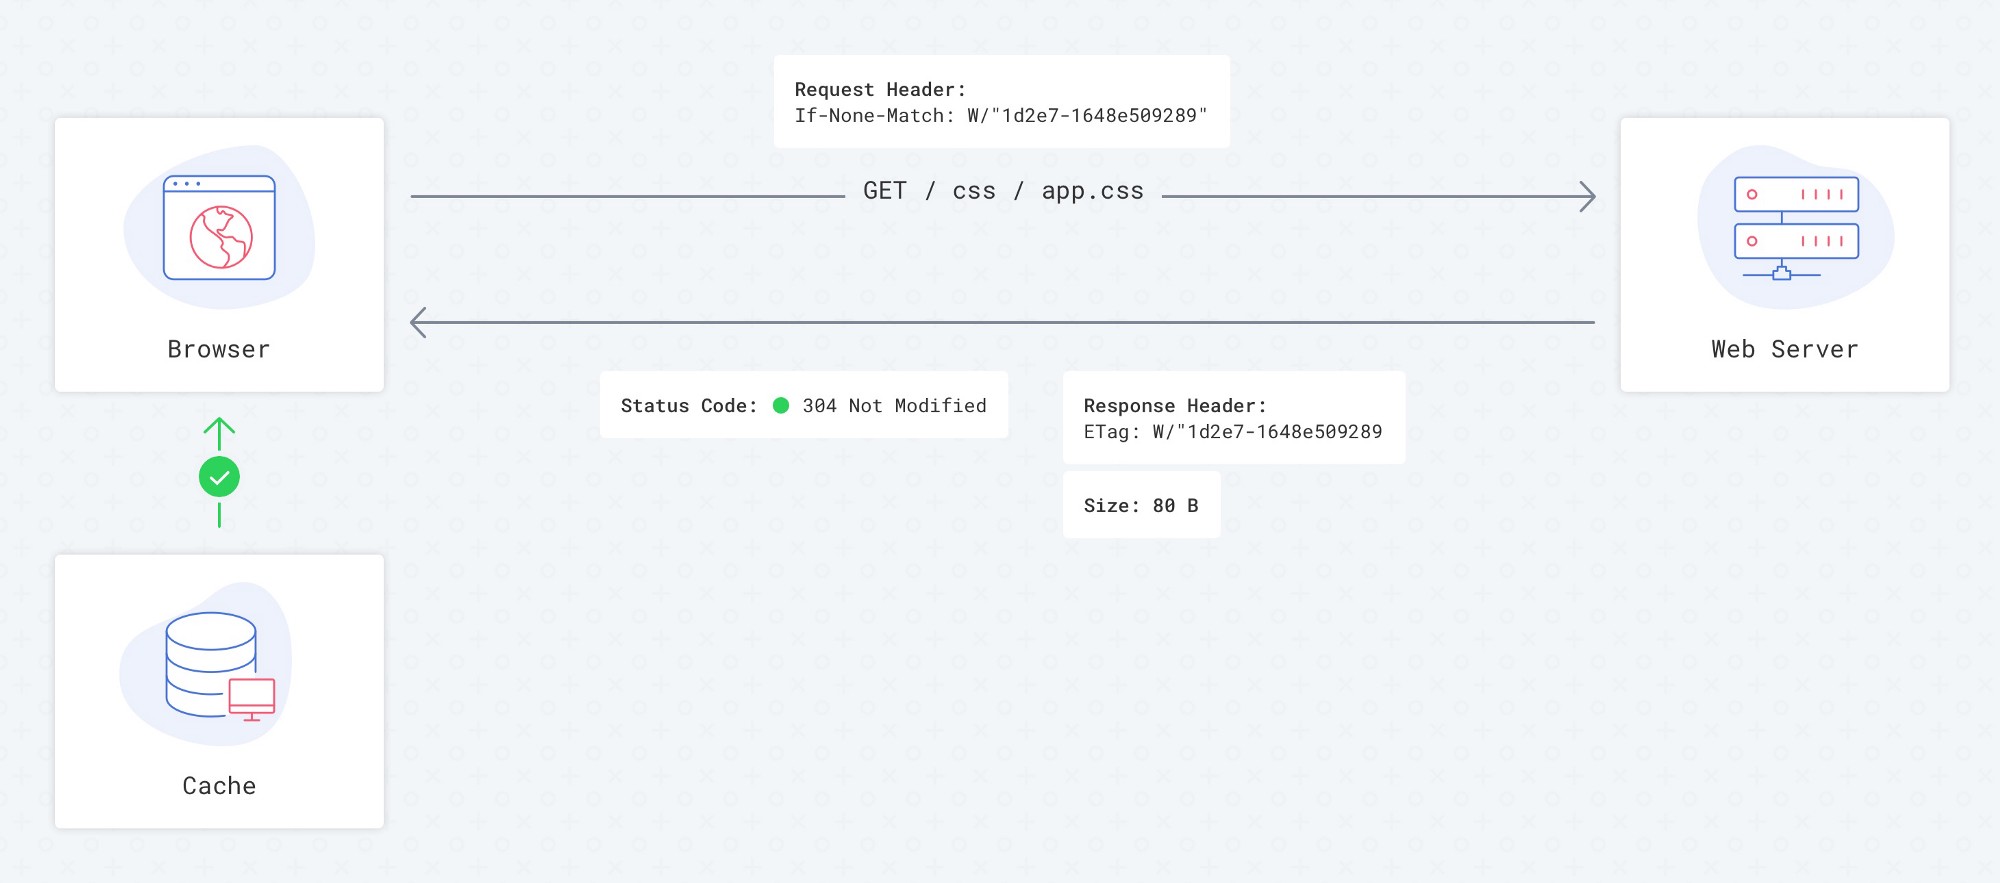 Request Header:
If-None-Match: W/"1d2e7-1648e509289"
GET / css / app.css
Browser
Web Server
Status Code: 304 Not Modified
Response Header:
ETag: W/"1d2e7-1648e509289
Size: 80 B
Cache